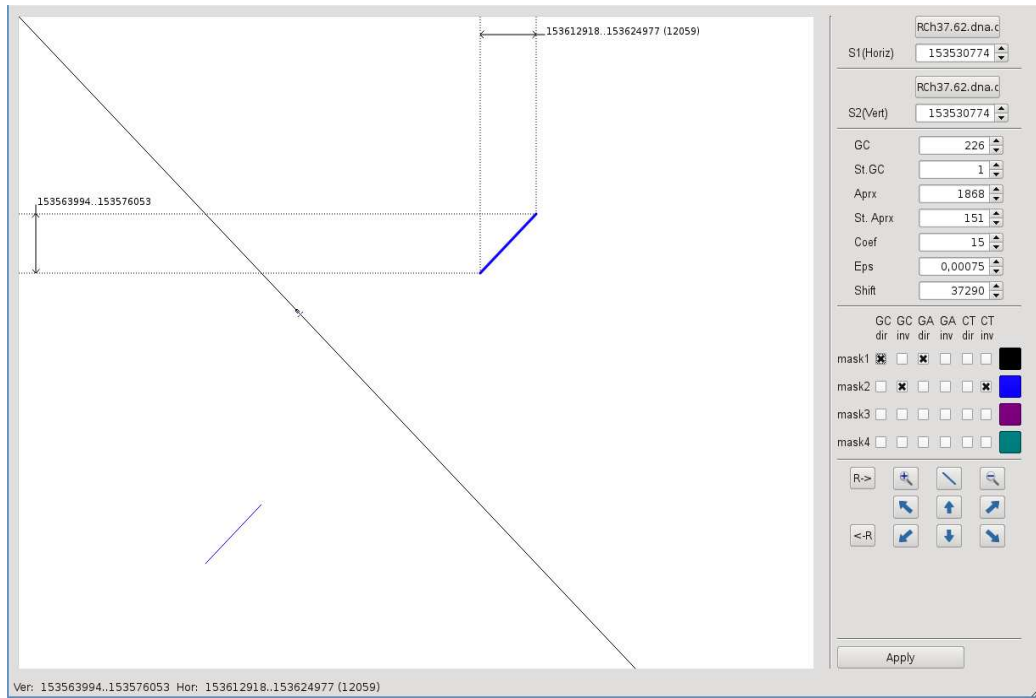 153612918..153624977 (12059)
153563994..153576053
RCh37.62.dna.c
S1(Horiz) 153530774
RCh37.62.dna.c
S2(Vert) 153530774
GC 226
St.GC 1
Aprx 1868
St. Aprx 151
Coef 15
Eps 0,00075
Shift 37290
GC GC GA GA CT CT
dir inv dir inv dir inv
mask1
mask2
mask3
mask4
R->
<-R
Apply
Ver: 153563994..153576053 Hor: 153612918..153624977 (12059)